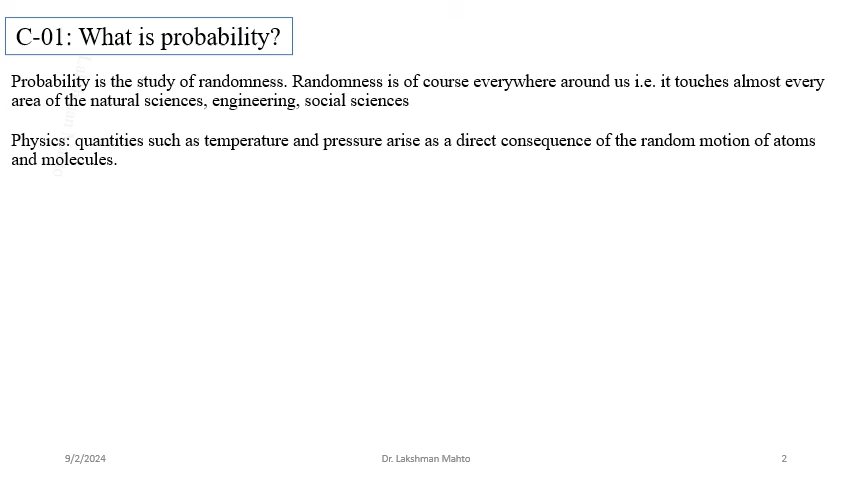 C-01: What is probability?
Probability is the study of randomness. Randomness is of course everywhere around us i.e. it touches almost every
area of the natural sciences, engineering, social sciences
Physics: quantities such as temperature and pressure arise as a direct consequence of the random motion of atoms
and molecules.
9/2/2024
Dr. Lakshman Mahto
2